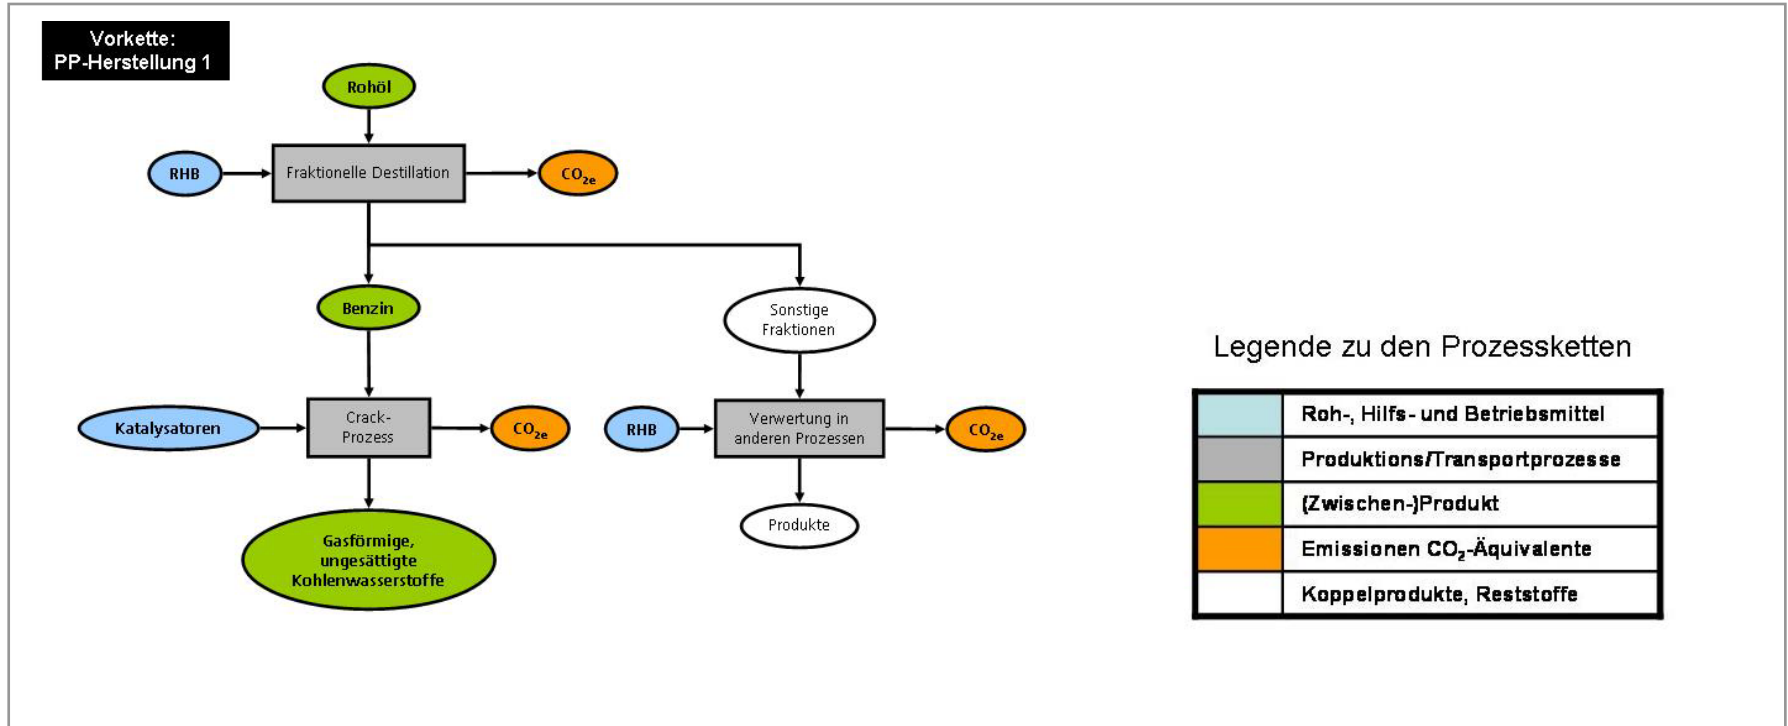 Vorkette:
PP-Herstellung 1
Rohöl
RHB
Fraktionelle Destillation
CO2e
Benzin
Sonstige
Fraktionen
Katalysatoren
Crack-
Prozess
CO2e
RHB
Verwertung in
anderen Prozessen
CO2e
Gasförmige,
ungesättigte
Kohlenwasserstoffe
Produkte
Legende zu den Prozessketten
Roh-, Hilfs- und Betriebsmittel
Produktions/Transportprozesse
(Zwischen-)Produkt
Emissionen CO2-Äquivalente
Koppelprodukte, Reststoffe